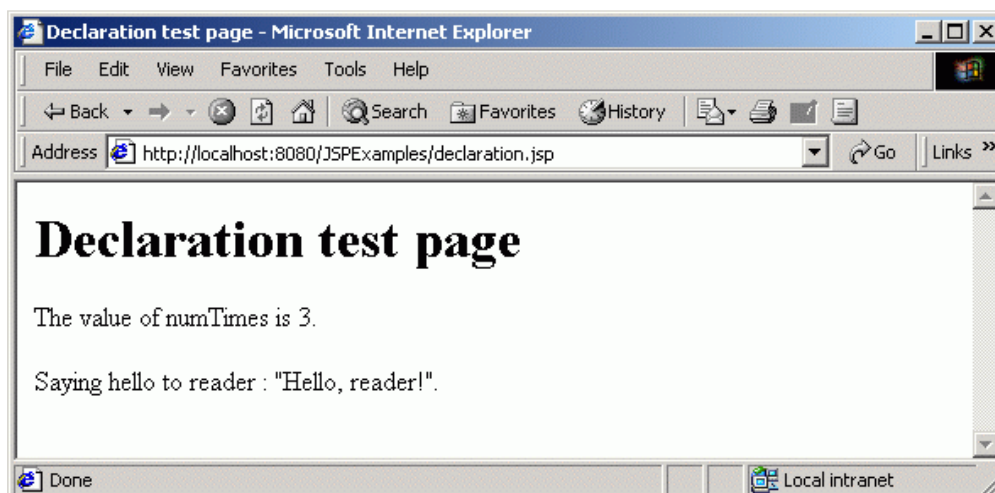 Declaration test page - Microsoft Internet Explorer
File Edit View Favorites Tools Help
Back Search Favorites History
Address http://localhost:8080/JSPExamples/declaration.jsp Go Links »
Declaration test page
The value of numTimes is 3.
Saying hello to reader : "Hello, reader!".
Done Local intranet